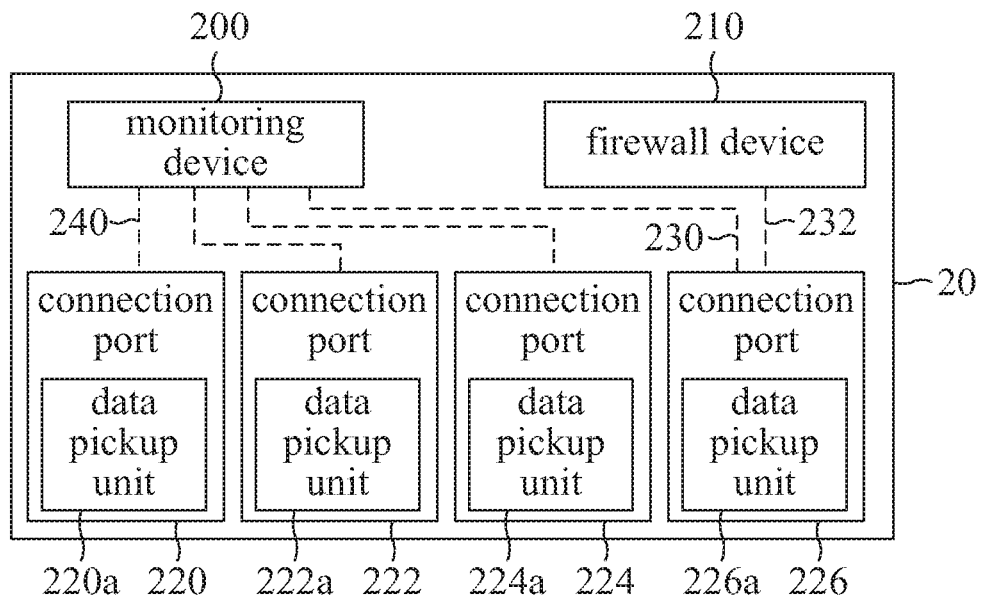 200
210
monitoring
device
firewall device
240
230
232
connection
port
connection
port
connection
port
connection
port
20
data
pickup
unit
data
pickup
unit
data
pickup
unit
data
pickup
unit
220a
220
222a
222
224a
224
226a
226